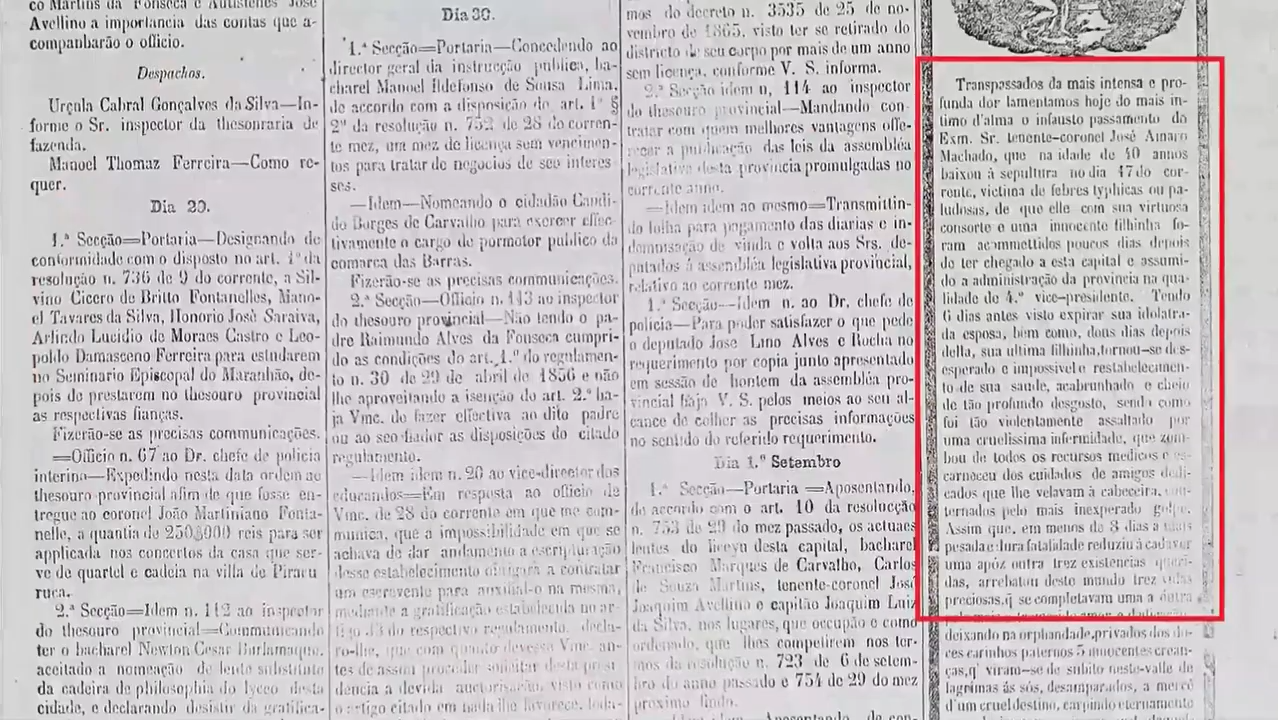 co Martins da Fonseca e Autistenes José
Avellino a importancia das contas que a-
companharão o officio.
Despachos.
Urçula Cabral Gonçalves da Silva—In-
forme o Sr. inspector da thesouraria de
fazenda.
Manoel Thomaz Ferreira—Como re-
quer.
Dia 29.
1.ª Secção=Portaria—Designando de
conformidade com o disposto no art. 1º da
resolução n. 736 de 9 do corrente, a Sil-
vino Cicero de Britto Fontanelles, Mano-
el Tavares da Silva, Honorio José Saraiva,
Arlindo Lucidio de Moraes Castro e Leo-
poldo Damasceno Ferreira para estudarem
no Seminario Episcopal do Maranhão, de-
pois de prestarem no thesouro provincial
as respectivas fianças.
Fizerão-se as precisas communicações.
=Officio n. 67 ao Dr. chefe de policia
interino—Expedindo nesta data ordem ao
thesouro provincial afim de que fosse en-
tregue ao coronel João Martiniano Fonta-
nelle, a quantia de 250$000 reis para ser
applicada nos concertos da casa que ser-
ve de quartel e cadeia na villa de Piracu
ruca.
2.ª Secção=Idem n. 112 ao inspector
do thesouro provincial=Communicando
ter o bacharel Newton Cesar Burlamaque,
aceitado a nomeação de lente substituto
da cadeira de philosophia do lyceo desta
cidade, e declarando desistir da gratifica-
Dia 30.
1.ª Secção=Portaria—Concedendo ao
director geral da instrucção publica, ba-
charel Manoel Ildefonso de Sousa Lima,
de accordo com a disposição do art. 1º §
2º da resolução n. 752 de 28 do corren-
te mez, um mez de licença sem vencimen-
tos para tratar de negocios de seo interes
ses.
—Idem—Nomeando o cidadão Candi-
do Borges de Carvalho para exercer effec-
tivamente o cargo de pormotor publico da
comarca das Barras.
Fizerão-se as precisas communicações.
2.ª Secção—Officio n. 113 ao inspector
do thesouro provincial—Não tendo o pa-
dre Raimundo Alves da Fonseca cumpri-
do as condições do art. 1.º do regulamen-
to n. 30 de 29 de abril de 1856 e não
lhe aproveitando a isenção do art. 2.º ha-
ja Vmc. de fazer effectiva ao dito padre
ou ao seo fiador as disposições do citado
regulamento.
—Idem idem n. 20 ao vice-director dos
educandos=Em resposta ao officio de
Vmc. de 28 do corrente em que me com-
munica, que a impossibilidade em que se
achava de dar andamento a escripturação
desse estabelecimento obrigara a contratar
um escrevente para auxilial-o na mesma,
mediante a gratificação estabelecida no ar-
tigo 13 do respectivo regulamento, decla-
ro-lhe, que com quanto devesse Vmc. an-
tes de assim proceder solicitar desta presi-
dencia a devida auctorisação, visto como
o artigo citado em nada lhe favorece, toda-
mos do decreto n. 3535 de 25 de no-
vembro de 1865, visto ter se retirado do
districto de seu corpo por mais de um anno
sem licença, conforme V. S. informa.
2.ª Secção idem n, 114 ao inspector
do thesouro provincial—Mandando con-
tratar com quem melhores vantagens offe-
recer a publicação das leis da assembléa
legislativa desta provincia promulgadas no
corrente anno.
—Idem idem ao mesmo=Transmittin-
do folha para pagamento das diarias e in-
demnisação de vinda e volta aos Srs. de-
putados á assembléa legislativa provincial,
relativo ao corrente mez.
1.ª Secção—Idem n. ao Dr. chefe de
policia—Para poder satisfazer o que pede
o deputado José Lino Alves e Rocha no
requerimento por copia junto apresentado
em sessão de hontem da assembléa pro-
vincial haja V. S. pelos meios ao seu al-
cance de colher as precisas informações
no sentido do referido requerimento.
Dia 1.º Setembro
1.ª Secção—Portaria =Aposentando,
de accordo com o art. 10 da resolucção
n. 753 de 29 do mez passado, os actuaes
lentes do liceyu desta capital, bacharel
Francisco Marques de Carvalho, Carlos
de Souza Martins, tenente-coronel José
Joaquim Avellino e capitão Joaquim Luiz
da Silva, nos lugares, que occupão e como
ordenado, que lhes competirem nos ter-
mos da resolução n. 723 de 6 de setem-
bro do anno passado e 754 de 29 do mez
proximo findo.
Transpassados da mais intensa e pro-
funda dor lamentamos hoje do mais in-
timo d'alma o infausto passamento do
Exm. Sr. tenente-coronel José Amaro
Machado, que na idade de 40 annos
baixou á sepultura no dia 17 do cor-
rente, victima de febres typhicas ou pa-
ludosas, de que elle com sua virtuosa
consorte e uma innocente filhinha fo-
ram acommettidos poucos dias depois
de ter chegado a esta capital e assumi-
do a administração da provincia na qua-
lidade de 4.º vice-presidente. Tendo
6 dias antes visto expirar sua idolatra-
da esposa, bem como, dous dias depois
della, sua ultima filhinha,tornou-se des-
esperado e impossivel e restabelecimen-
to de sua saude, acabrunhado e cheio
de tão profundo desgosto, sendo como
foi tão violentamente assaltado por
uma cruelissima infermidade, que zom-
bou de todos os recursos medicos e es-
carneceu dos cuidados de amigos dedi-
cados que lhe velavam á cabeceira, cons-
ternados pelo mais inexperado golpe.
Assim que, em menos de 8 dias a mais
pesada e dura fatalidade reduziu á cadaver
uma apóz outra trez existencias queri-
das, arrebatou deste mundo trez vidas
preciosas,q̃ se completavam uma a outra
deixando na orphandade,privados dos do-
ces carinhos paternos 5 innocentes crean-
ças,q̃ viram-se de subito neste-valle de
lagrimas ás sós, desamparados, a mercê
d'um cruel destino, carpindo eternamente